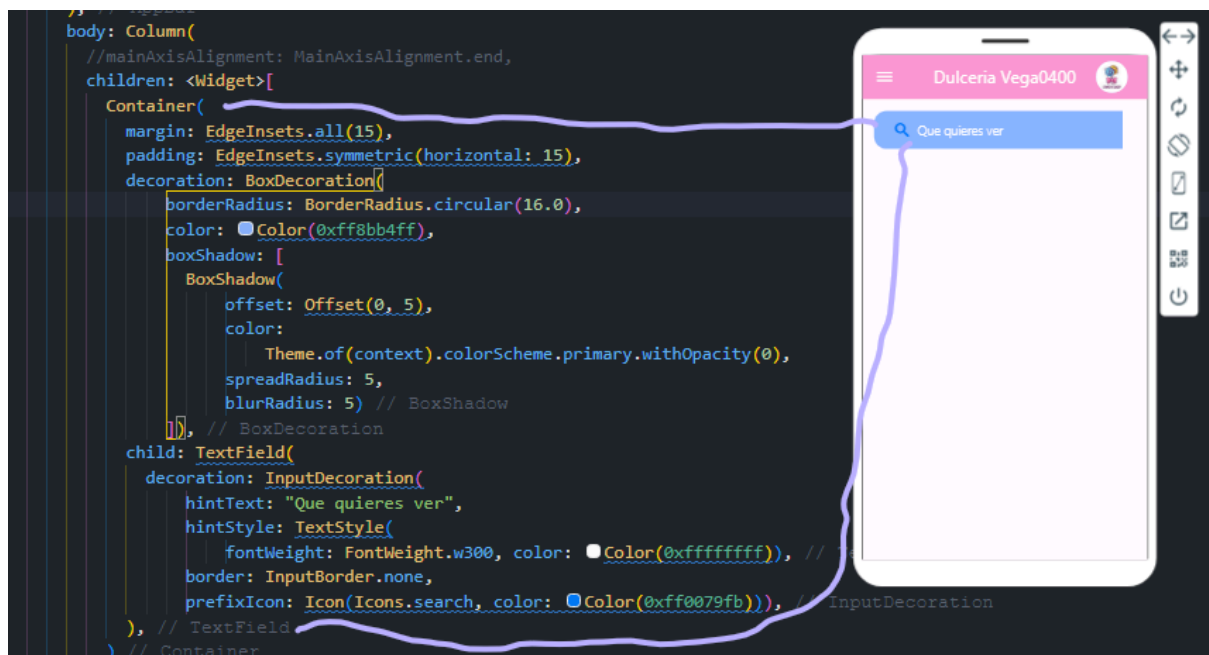 ), // AppBar
body: Column(
//mainAxisAlignment: MainAxisAlignment.end,
children: <Widget>[
Container(
margin: EdgeInsets.all(15),
padding: EdgeInsets.symmetric(horizontal: 15),
decoration: BoxDecoration(
borderRadius: BorderRadius.circular(16.0),
color: Color(0xff8bb4ff),
boxShadow: [
BoxShadow(
offset: Offset(0, 5),
color:
Theme.of(context).colorScheme.primary.withOpacity(0),
spreadRadius: 5,
blurRadius: 5) // BoxShadow
]), // BoxDecoration
child: TextField(
decoration: InputDecoration(
hintText: "Que quieres ver",
hintStyle: TextStyle(
fontWeight: FontWeight.w300, color: Color(0xffffffff)), //
border: InputBorder.none,
prefixIcon: Icon(Icons.search, color: Color(0xff0079fb))), // InputDecoration
), // TextField
) // Container
Dulceria Vega0400
Que quieres ver